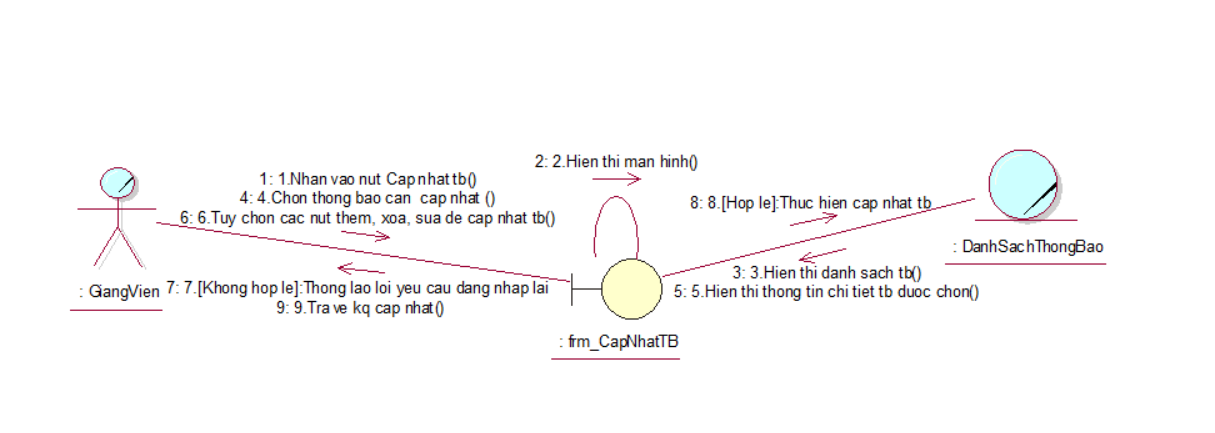 2: 2.Hien thi man hinh()
1: 1.Nhan vao nut Capnhat tb()
4: 4.Chon thong bao can cap nhat ()
6: 6.Tuy chon cac nut them, xoa, sua de cap nhat tb()
8: 8.[Hop le]:Thuc hien cap nhat tb
: DanhSachThongBao
3: 3.Hien thi danh sach tb()
: GiangVien
7: 7.[Khong hop le]:Thong lao loi yeu cau dang nhap lai
5: 5.Hien thi thong tin chi tiet tb duoc chon()
9: 9.Tra ve kq cap nhat()
: frm_CapNhatTB